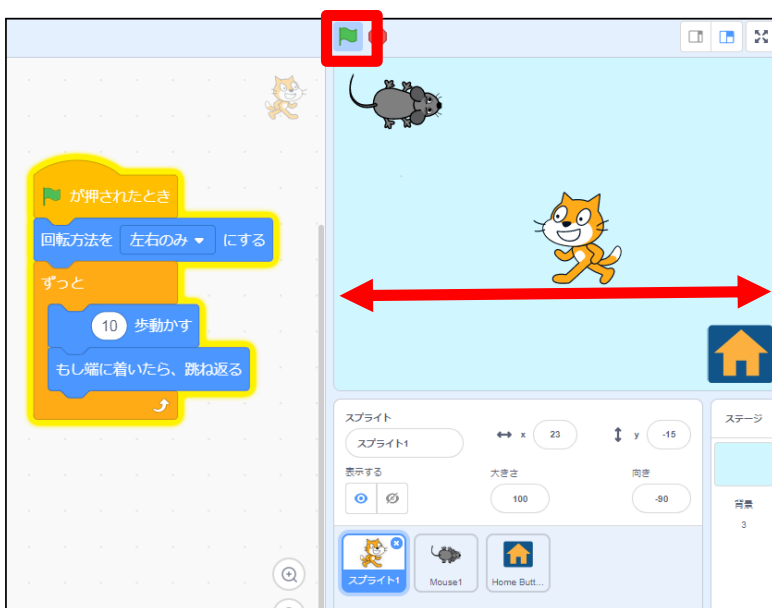 が押されたとき
回転方法を 左右のみ にする
ずっと
10 歩動かす
もし端に着いたら、跳ね返る
スプライト
スプライト1
x 23
y -15
表示する
大きさ
100
向き
-90
スプライト1
Mouse1
Home Butt...
ステージ
背景
3